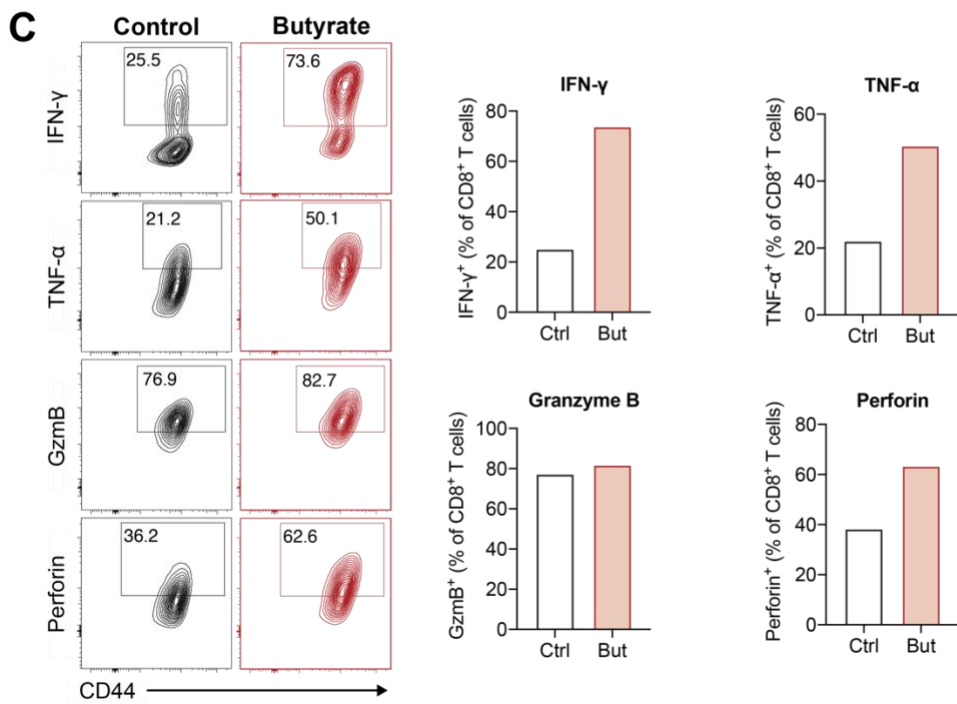 C
Control
Butyrate
IFN-γ
25.5
73.6
TNF-α
21.2
50.1
GzmB
76.9
82.7
Perforin
36.2
62.6
CD44
IFN-γ
IFN-γ⁺ (% of CD8⁺ T cells)
80
60
40
20
0
Ctrl But
TNF-α
TNF-α⁺ (% of CD8⁺ T cells)
60
40
20
0
Ctrl But
Granzyme B
GzmB⁺ (% of CD8⁺ T cells)
100
80
60
40
20
0
Ctrl But
Perforin
Perforin⁺ (% of CD8⁺ T cells)
80
60
40
20
0
Ctrl But